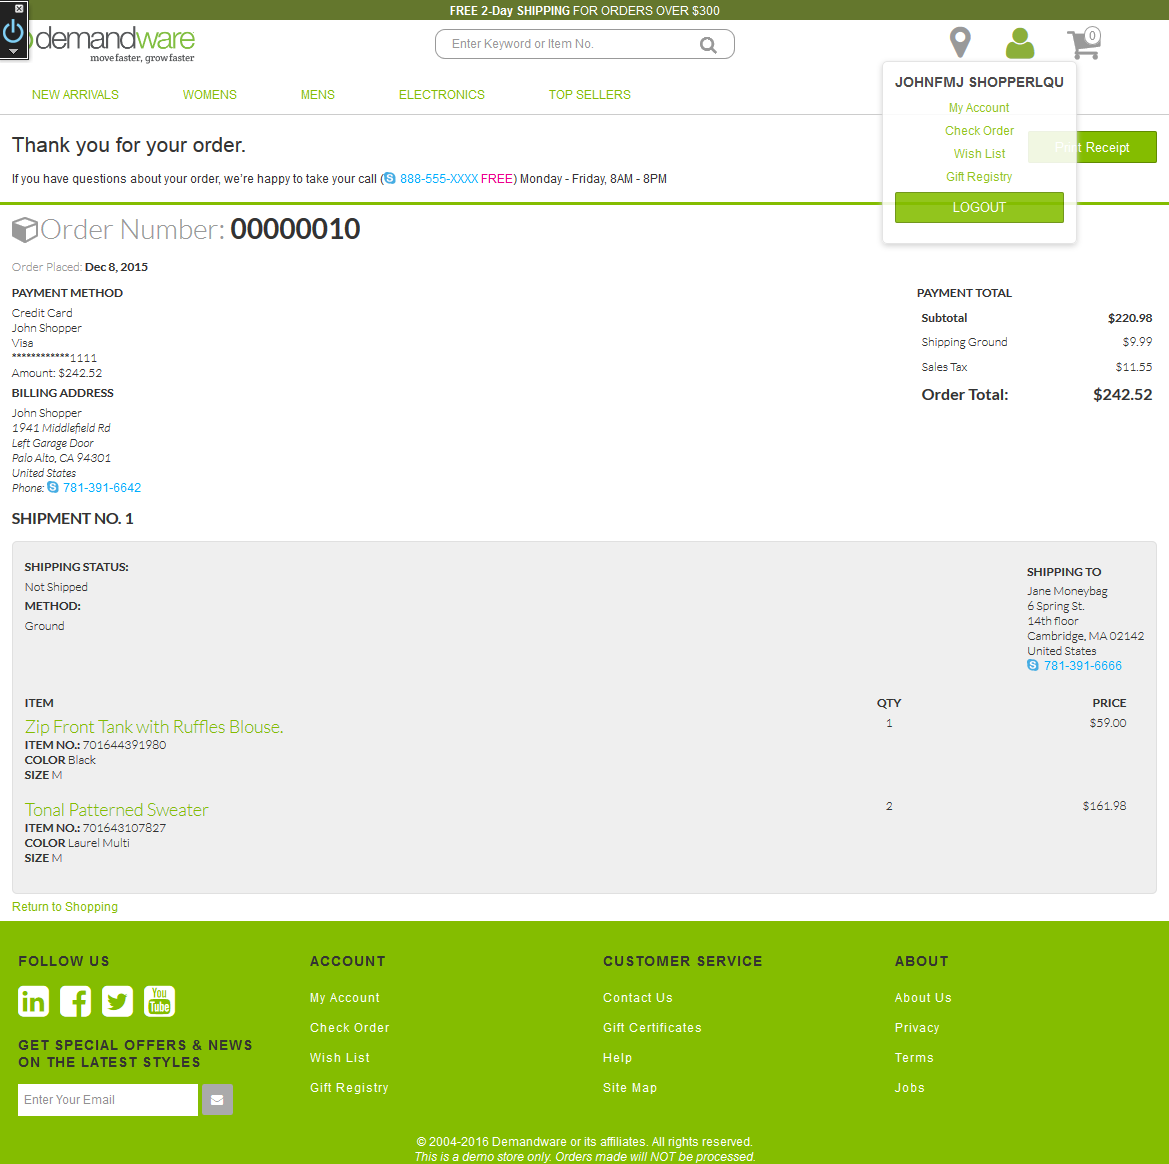 FREE 2-Day SHIPPING FOR ORDERS OVER $300
demandware
move faster, grow faster
Enter Keyword or Item No.
0
NEW ARRIVALS WOMENS MENS ELECTRONICS TOP SELLERS
JOHNFMJ SHOPPERLQU
My Account
Check Order
Wish List
Gift Registry
LOGOUT
Thank you for your order.
Print Receipt
If you have questions about your order, we're happy to take your call (888-555-XXXX FREE) Monday - Friday, 8AM - 8PM
Order Number: 00000010
Order Placed: Dec 8, 2015
PAYMENT METHOD
Credit Card
John Shopper
Visa
************1111
Amount: $242.52
BILLING ADDRESS
John Shopper
1941 Middlefield Rd
Left Garage Door
Palo Alto, CA 94301
United States
Phone: 781-391-6642
PAYMENT TOTAL
Subtotal $220.98
Shipping Ground $9.99
Sales Tax $11.55
Order Total: $242.52
SHIPMENT NO. 1
SHIPPING STATUS:
Not Shipped
METHOD:
Ground
SHIPPING TO
Jane Moneybag
6 Spring St.
14th floor
Cambridge, MA 02142
United States
781-391-6666
ITEM QTY PRICE
Zip Front Tank with Ruffles Blouse. 1 $59.00
ITEM NO.: 701644391980
COLOR Black
SIZE M
Tonal Patterned Sweater 2 $161.98
ITEM NO.: 701643107827
COLOR Laurel Multi
SIZE M
Return to Shopping
FOLLOW US
in f You Tube
GET SPECIAL OFFERS & NEWS
ON THE LATEST STYLES
Enter Your Email
ACCOUNT
My Account
Check Order
Wish List
Gift Registry
CUSTOMER SERVICE
Contact Us
Gift Certificates
Help
Site Map
ABOUT
About Us
Privacy
Terms
Jobs
© 2004-2016 Demandware or its affiliates. All rights reserved.
This is a demo store only. Orders made will NOT be processed.